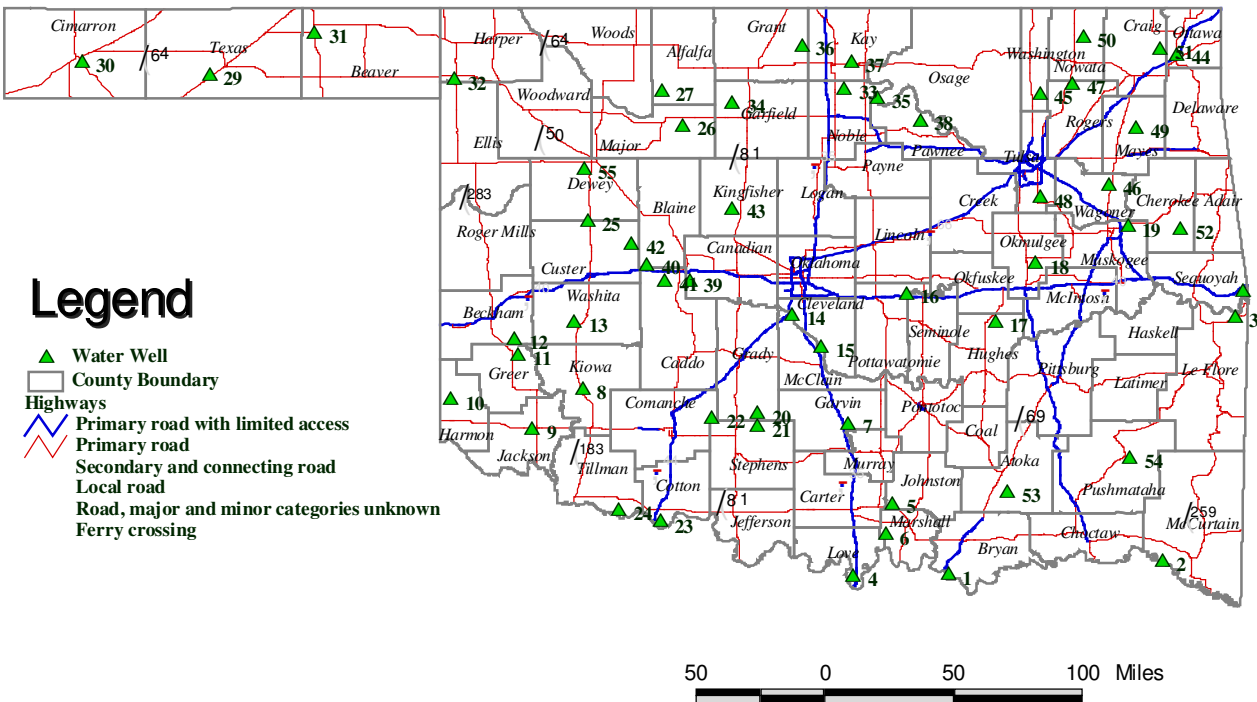 Cimarron
Texas
Beaver
Harper
Woods
Alfalfa
Grant
Kay
Osage
Washington
Nowata
Craig
Ottawa
64
64
31
30
29
32
27
36
37
33
35
34
50
51
44
45
47
Woodward
Garfield
Delaware
Ellis
50
Major
26
Noble
38
Rogers
49
Mayes
81
Pawnee
Payne
55
Dewey
283
Blaine
Kingfisher
43
Logan
Creek
48
46
Wagoner
Cherokee
Adair
Roger Mills
25
42
Canadian
Lincoln
Okmulgee
19
52
Custer
40
41
39
Oklahoma
Okfuskee
18
Muskogee
Sequoyah
Beckham
Washita
13
Cleveland
14
16
McIntosh
Seminole
17
Haskell
3
12
11
Greer
Kiowa
Caddo
Grady
15
Pottawatomie
Hughes
Pittsburg
Le Flore
10
8
McClain
Latimer
Comanche
Garvin
Pontotoc
Harmon
9
22
20
21
7
Coal
69
Jackson
183
Tillman
Stephens
Murray
Atoka
54
Cotton
Carter
Johnston
53
Pushmataha
24
23
81
Jefferson
5
Marshall
6
259
McCurtain
Love
4
Bryan
1
Choctaw
2
Legend
Water Well
County Boundary
Highways
Primary road with limited access
Primary road
Secondary and connecting road
Local road
Road, major and minor categories unknown
Ferry crossing
50 0 50 100 Miles